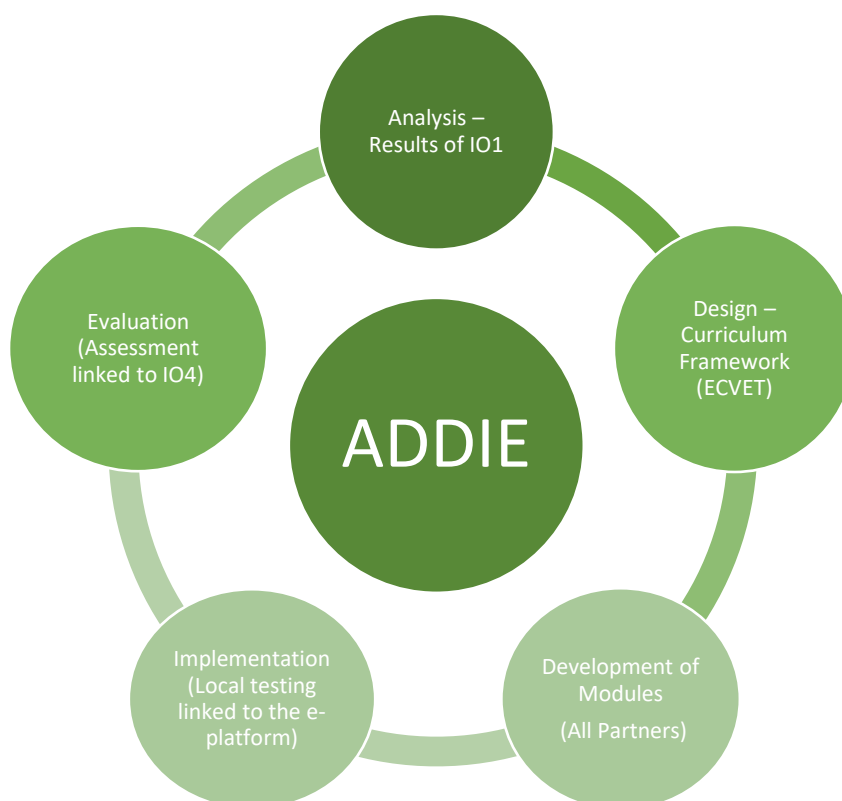 Analysis –
Results of IO1
Design –
Curriculum
Framework
(ECVET)
Development of
Modules
(All Partners)
Implementation
(Local testing
linked to the e-
platform)
Evaluation
(Assessment
linked to IO4)
ADDIE